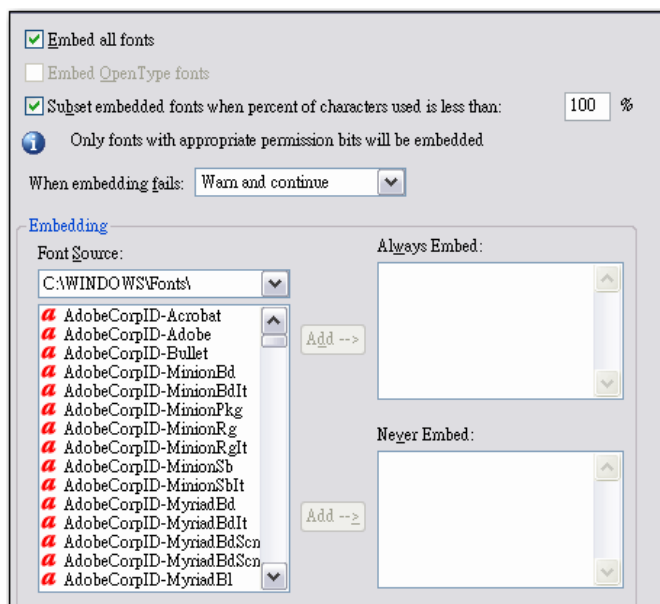 Embed all fonts
Embed OpenType fonts
Subset embedded fonts when percent of characters used is less than: 100 %
Only fonts with appropriate permission bits will be embedded
When embedding fails: Warn and continue
Embedding
Font Source:
C:\WINDOWS\Fonts\
AdobeCorpID-Acrobat
AdobeCorpID-Adobe
AdobeCorpID-Bullet
AdobeCorpID-MinionBd
AdobeCorpID-MinionBdIt
AdobeCorpID-MinionPkg
AdobeCorpID-MinionRg
AdobeCorpID-MinionRgIt
AdobeCorpID-MinionSb
AdobeCorpID-MinionSbIt
AdobeCorpID-MyriadBd
AdobeCorpID-MyriadBdIt
AdobeCorpID-MyriadBdScn
AdobeCorpID-MyriadBdScn
AdobeCorpID-MyriadBl
Add -->
Add -->
Always Embed:
Never Embed: